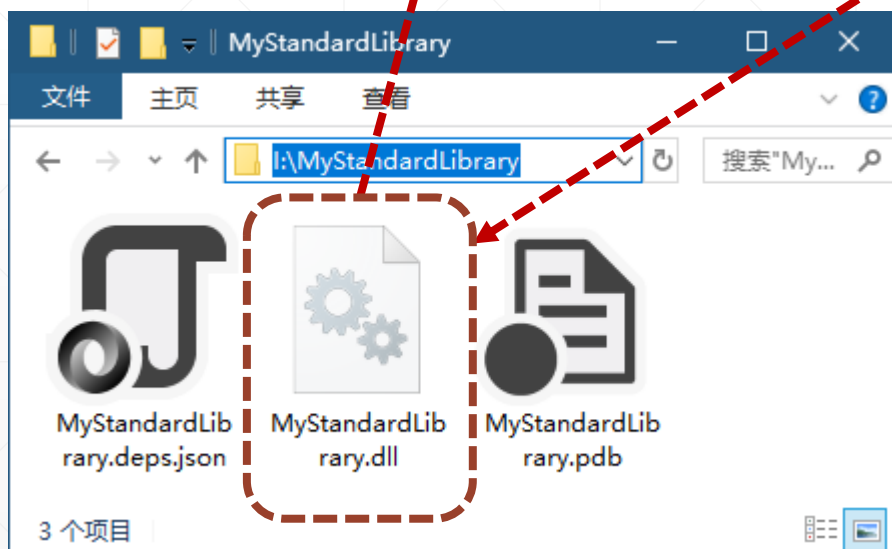 MyStandardLibrary
文件 主页 共享 查看
I:\MyStandardLibrary 搜索"My...
MyStandardLib
rary.deps.json
MyStandardLib
rary.dll
MyStandardLib
rary.pdb
3 个项目